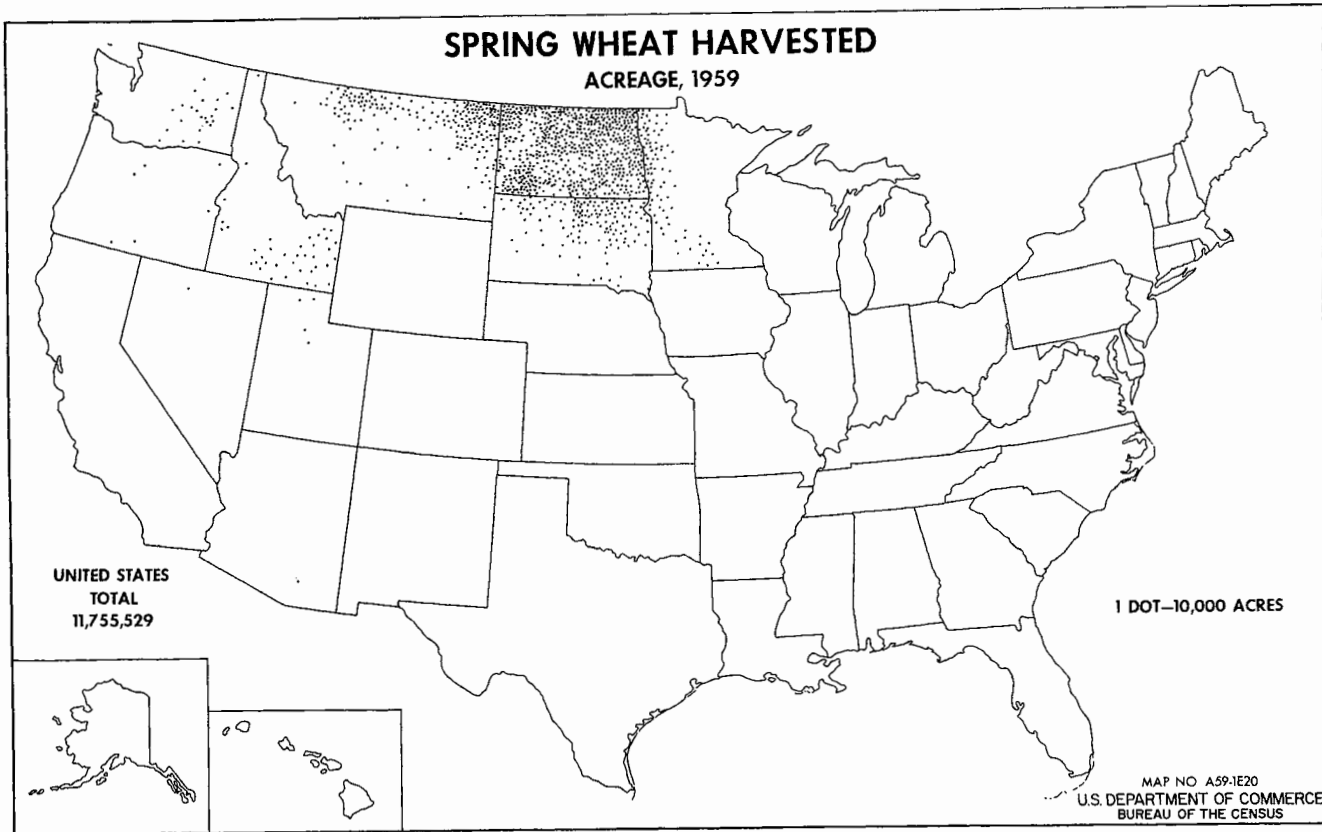 SPRING WHEAT HARVESTED
ACREAGE, 1959
UNITED STATES
TOTAL
11,755,529
1 DOT—10,000 ACRES
MAP NO A59-1E20
U.S. DEPARTMENT OF COMMERCE
BUREAU OF THE CENSUS